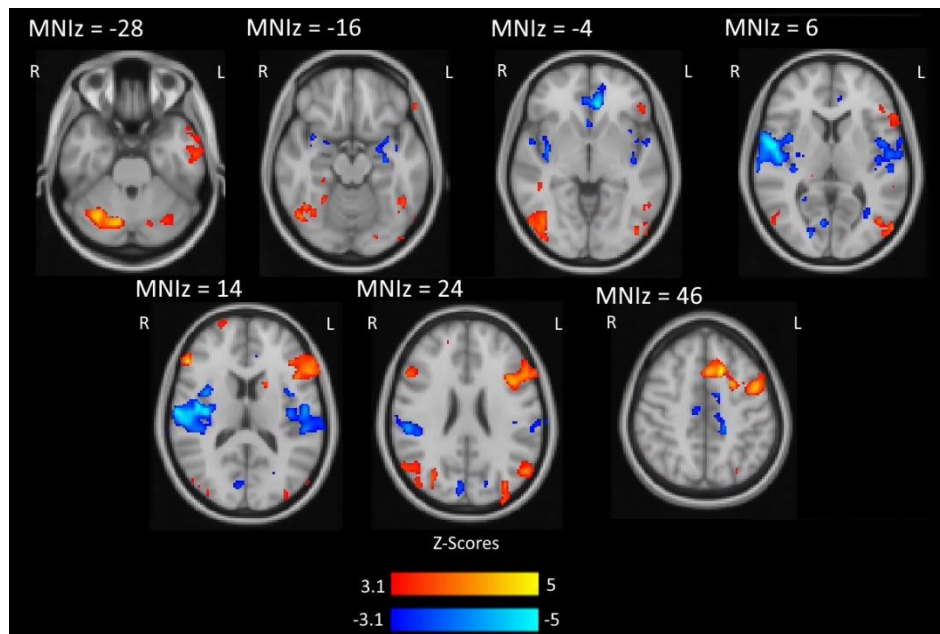 MNIz = -28
MNIz = -16
MNIz = -4
MNIz = 6
R
L
R
L
R
L
R
L
MNIz = 14
MNIz = 24
MNIz = 46
R
L
R
L
R
L
Z-Scores
3.1
5
-3.1
-5